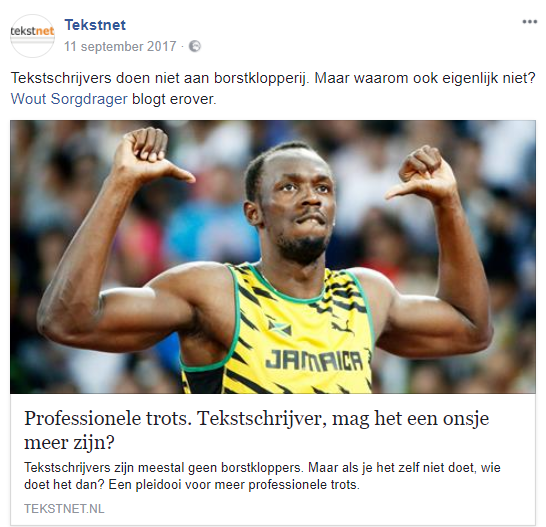 tekstnet
Tekstnet
11 september 2017 ·
Tekstschrijvers doen niet aan borstklopperij. Maar waarom ook eigenlijk niet?
Wout Sorgdrager blogt erover.
JAMAICA
Professionele trots. Tekstschrijver, mag het een onsje
meer zijn?
Tekstschrijvers zijn meestal geen borstkloppers. Maar als je het zelf niet doet, wie
doet het dan? Een pleidooi voor meer professionele trots.
TEKSTNET.NL